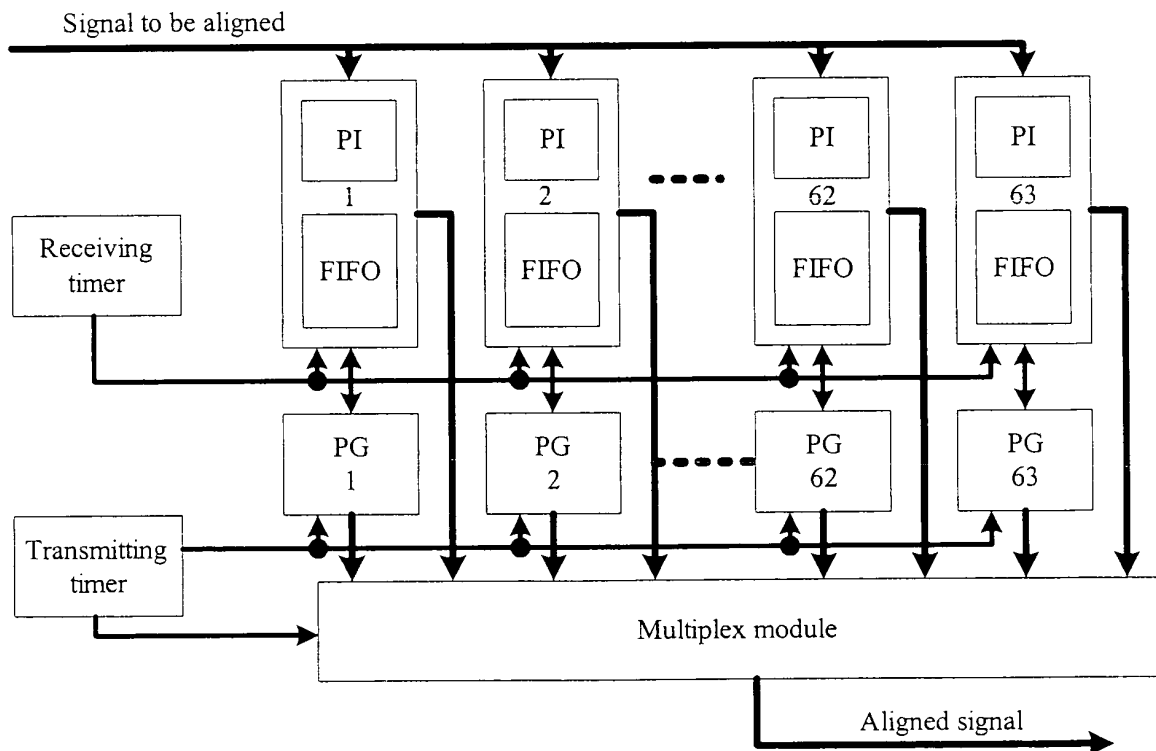 Signal to be aligned
PI
PI
PI
PI
1
2
62
63
FIFO
FIFO
FIFO
FIFO
Receiving
timer
PG
1
PG
2
PG
62
PG
63
Transmitting
timer
Multiplex module
Aligned signal